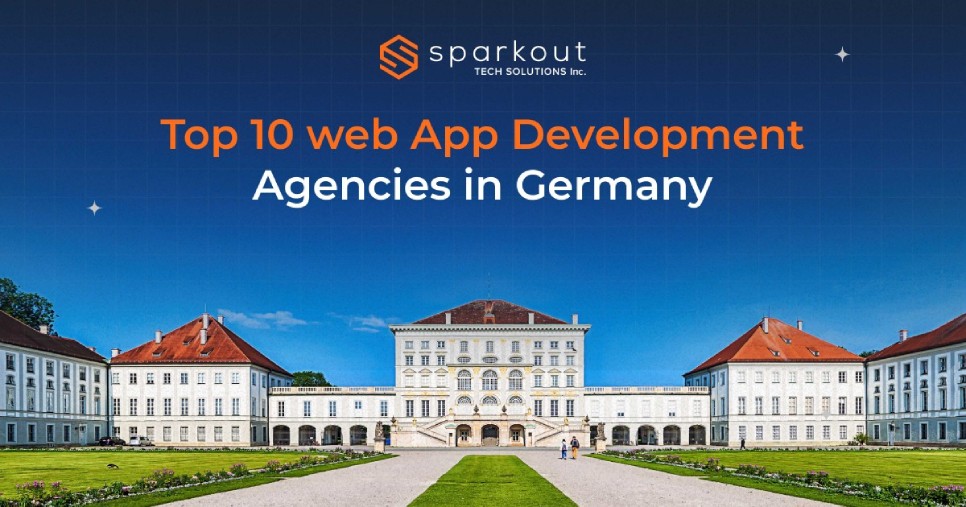 sparkout
TECH SOLUTIONS Inc.
Top 10 web App Development
Agencies in Germany